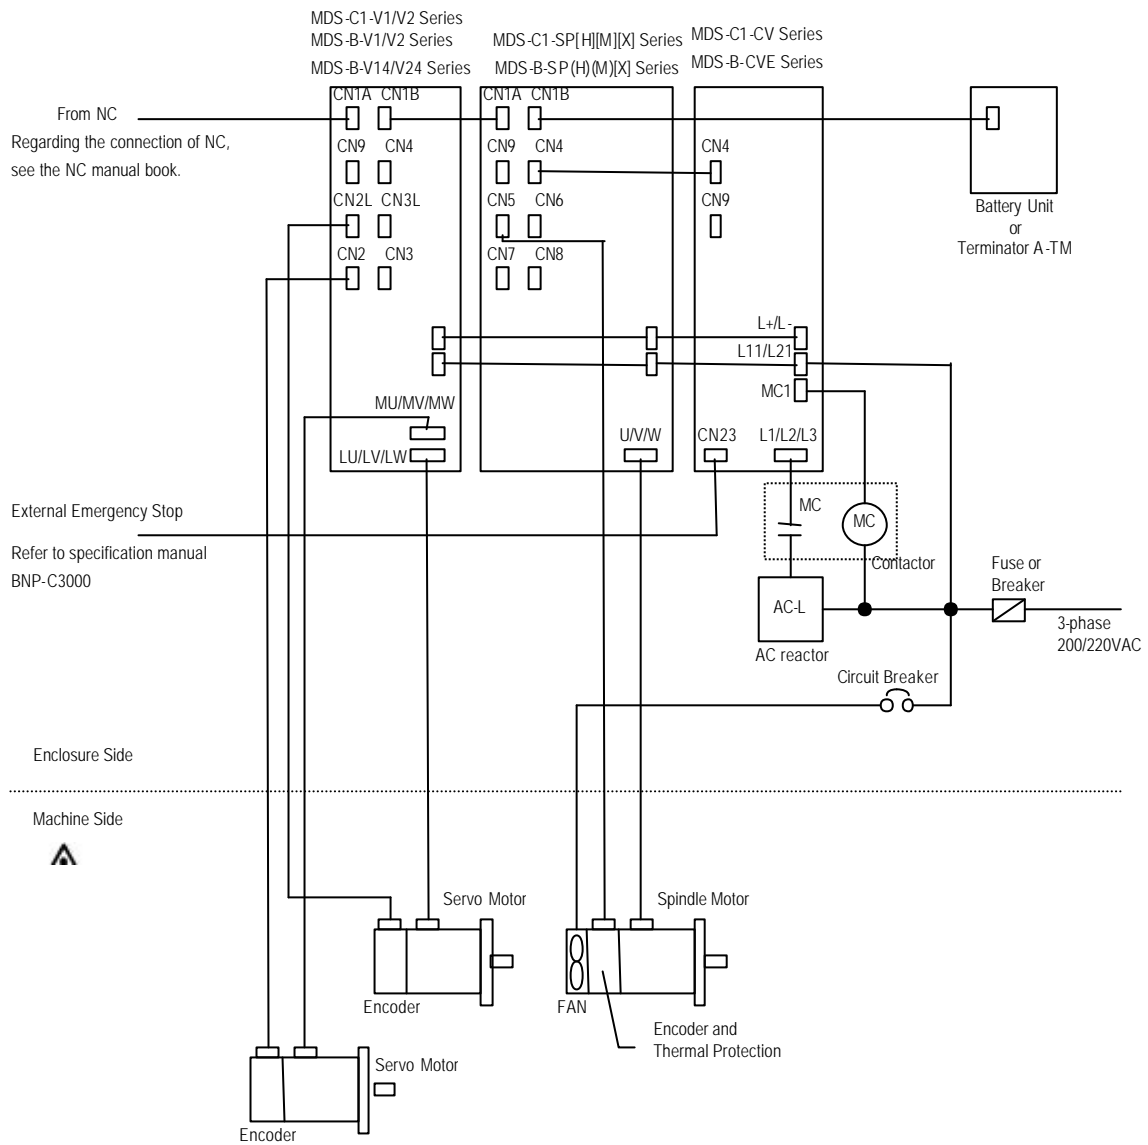 MDS-C1-V1/V2 Series
MDS-B-V1/V2 Series
MDS-B-V14/V24 Series
MDS-C1-SP[H][M][X] Series
MDS-B-SP(H)(M)[X] Series
MDS-C1-CV Series
MDS-B-CVE Series
CN1A CN1B
CN1A CN1B
From NC
Regarding the connection of NC,
see the NC manual book.
CN9 CN4
CN9 CN4
CN4
CN2L CN3L
CN5 CN6
CN9
CN2 CN3
CN7 CN8
Battery Unit
or
Terminator A-TM
L+/L-
L11/L21
MC1
MU/MV/MW
LU/LV/LW
U/V/W
CN23
L1/L2/L3
External Emergency Stop
Refer to specification manual
BNP-C3000
MC
MC
Contactor
Fuse or
Breaker
AC-L
3-phase
200/220VAC
AC reactor
Circuit Breaker
Enclosure Side
Machine Side
Servo Motor
Spindle Motor
Encoder
FAN
Encoder and
Thermal Protection
Servo Motor
Encoder